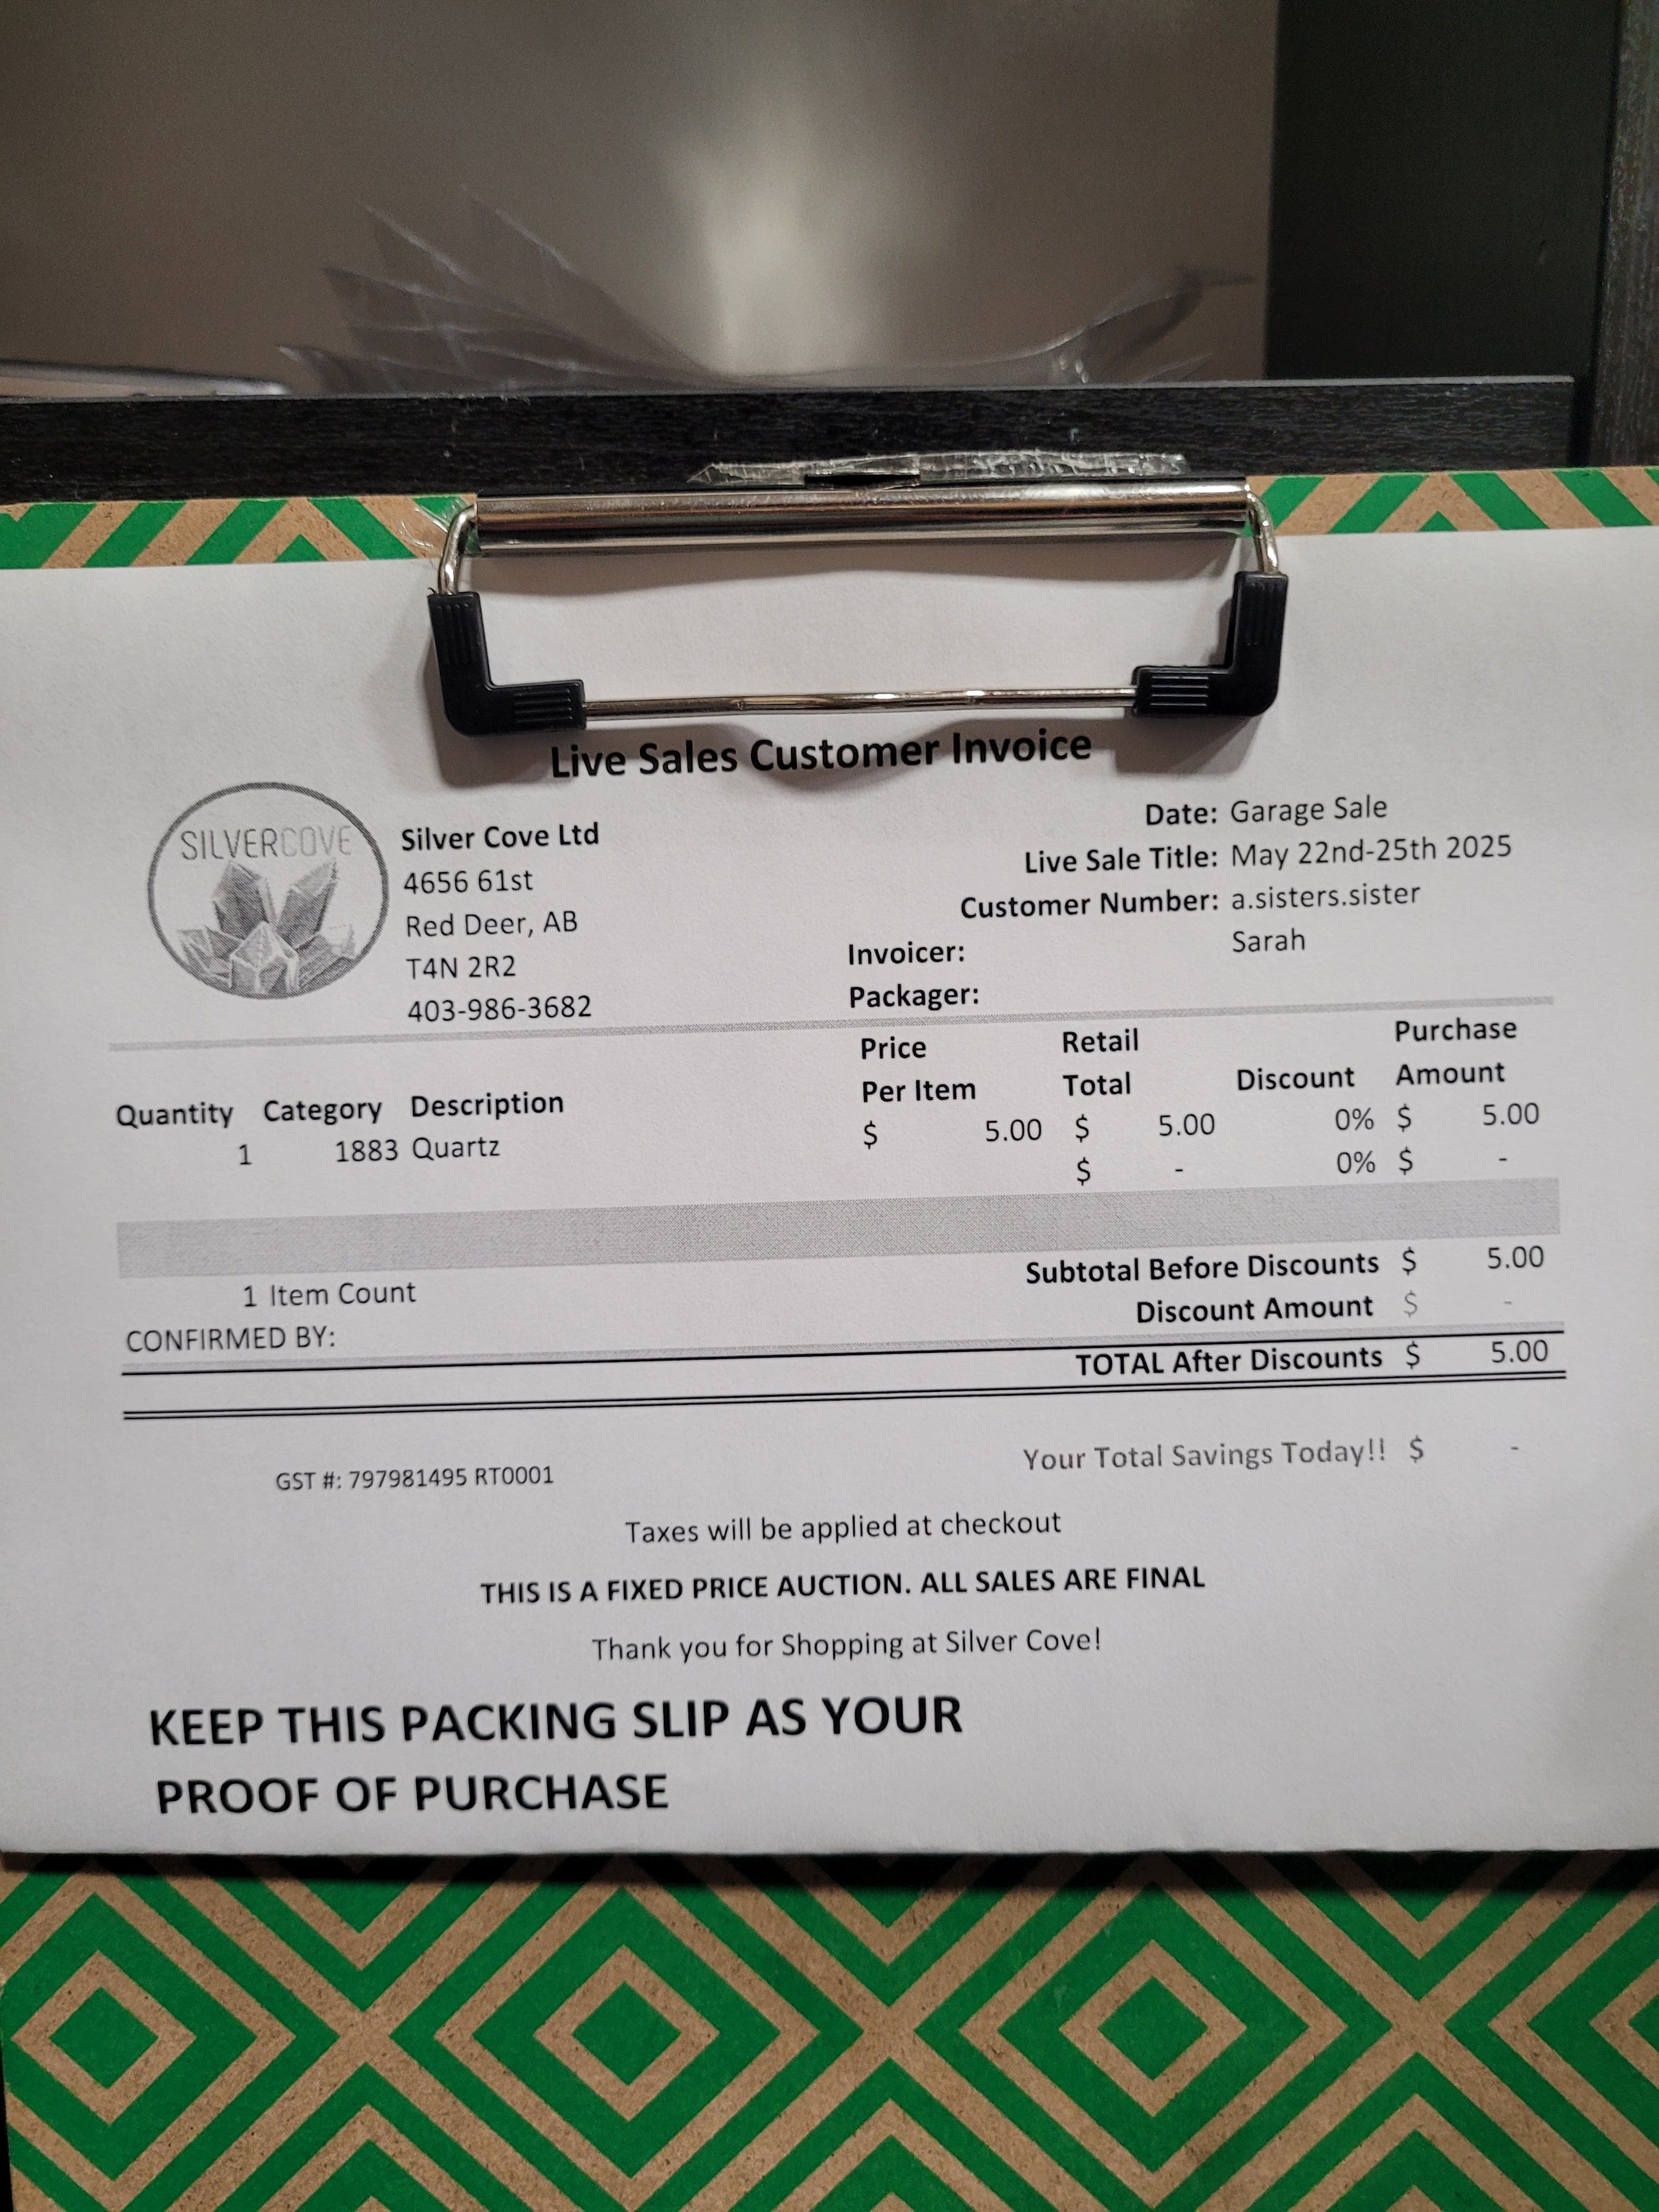 Live Sales Customer Invoice
SILVERCOVE
Silver Cove Ltd
4656 61st
Red Deer, AB
T4N 2R2
403-986-3682
Date: Garage Sale
Live Sale Title: May 22nd-25th 2025
Customer Number: a.sisters.sister
Invoicer: Sarah
Packager:
Quantity Category Description Price Per Item Retail Total Discount Purchase Amount
1 1883 Quartz $ 5.00 $ 5.00 0% $ 5.00
$ - 0% $ -
Subtotal Before Discounts $ 5.00
1 Item Count
Discount Amount $ -
CONFIRMED BY:
TOTAL After Discounts $ 5.00
Your Total Savings Today!! $ -
GST #: 797981495 RT0001
Taxes will be applied at checkout
THIS IS A FIXED PRICE AUCTION. ALL SALES ARE FINAL
Thank you for Shopping at Silver Cove!
KEEP THIS PACKING SLIP AS YOUR
PROOF OF PURCHASE